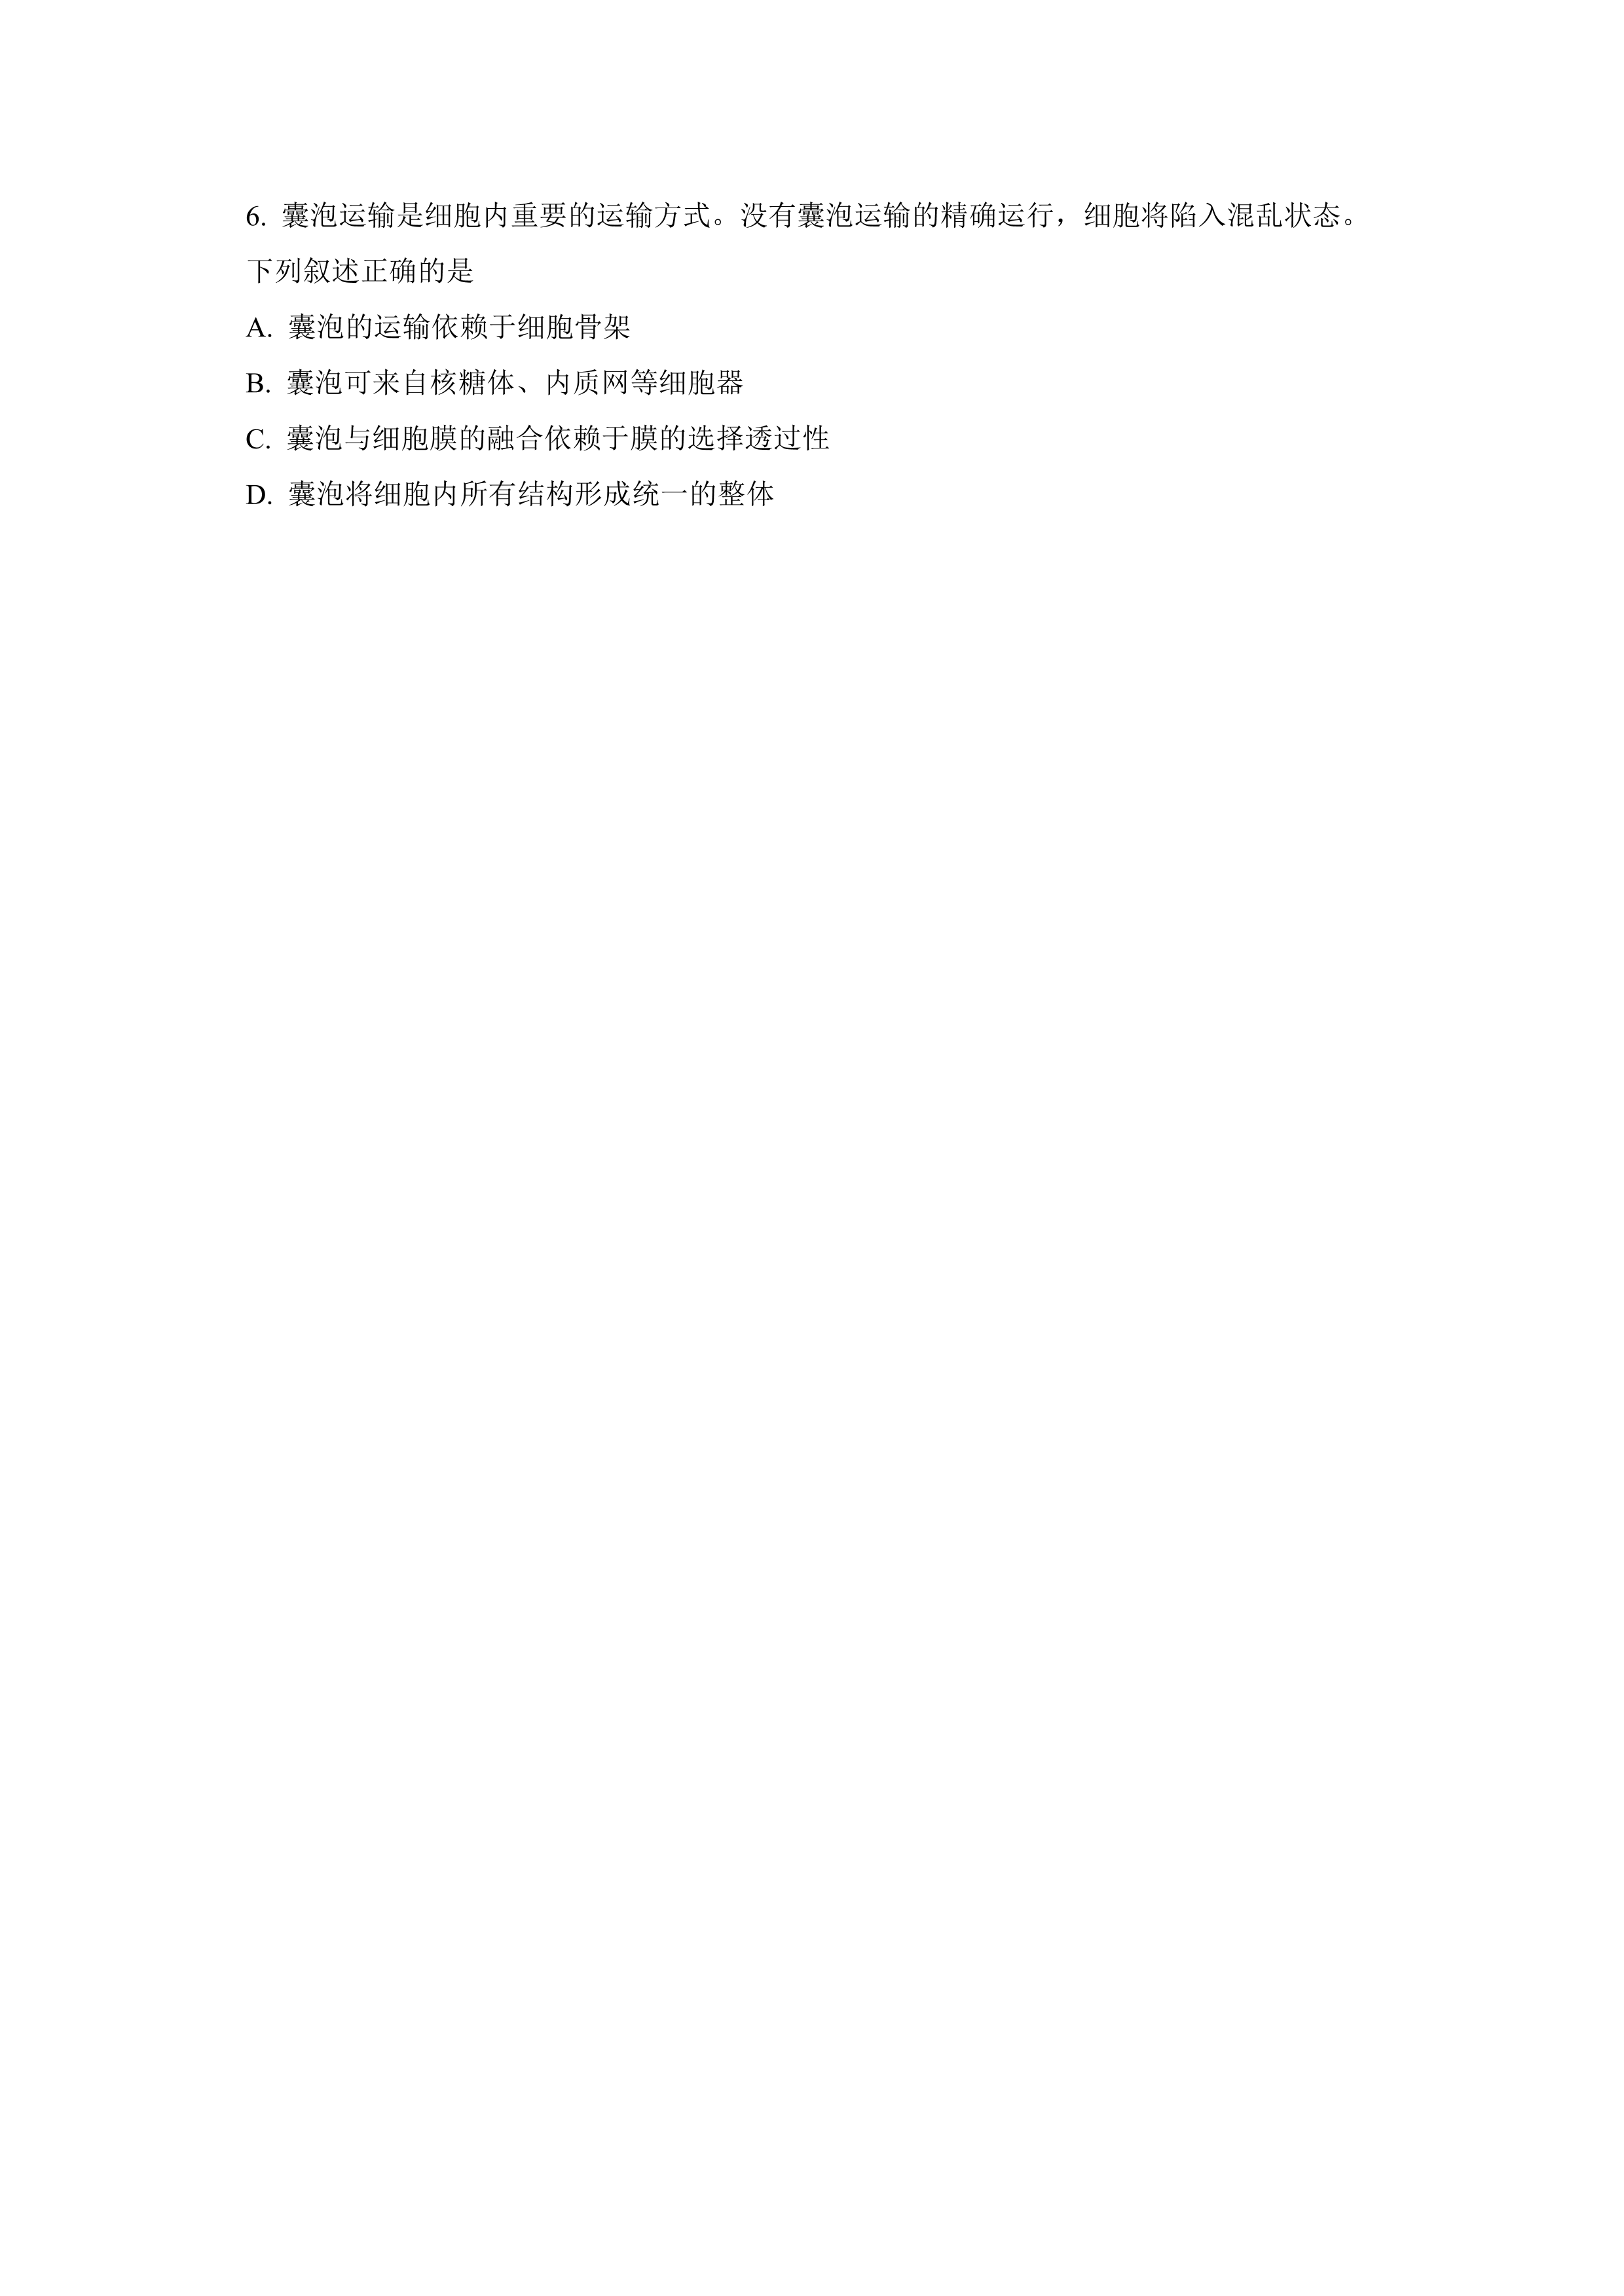 6. 囊泡运输是细胞内重要的运输方式。没有囊泡运输的精确运行，细胞将陷入混乱状态。
下列叙述正确的是
A. 囊泡的运输依赖于细胞骨架
B. 囊泡可来自核糖体、内质网等细胞器
C. 囊泡与细胞膜的融合依赖于膜的选择透过性
D. 囊泡将细胞内所有结构形成统一的整体